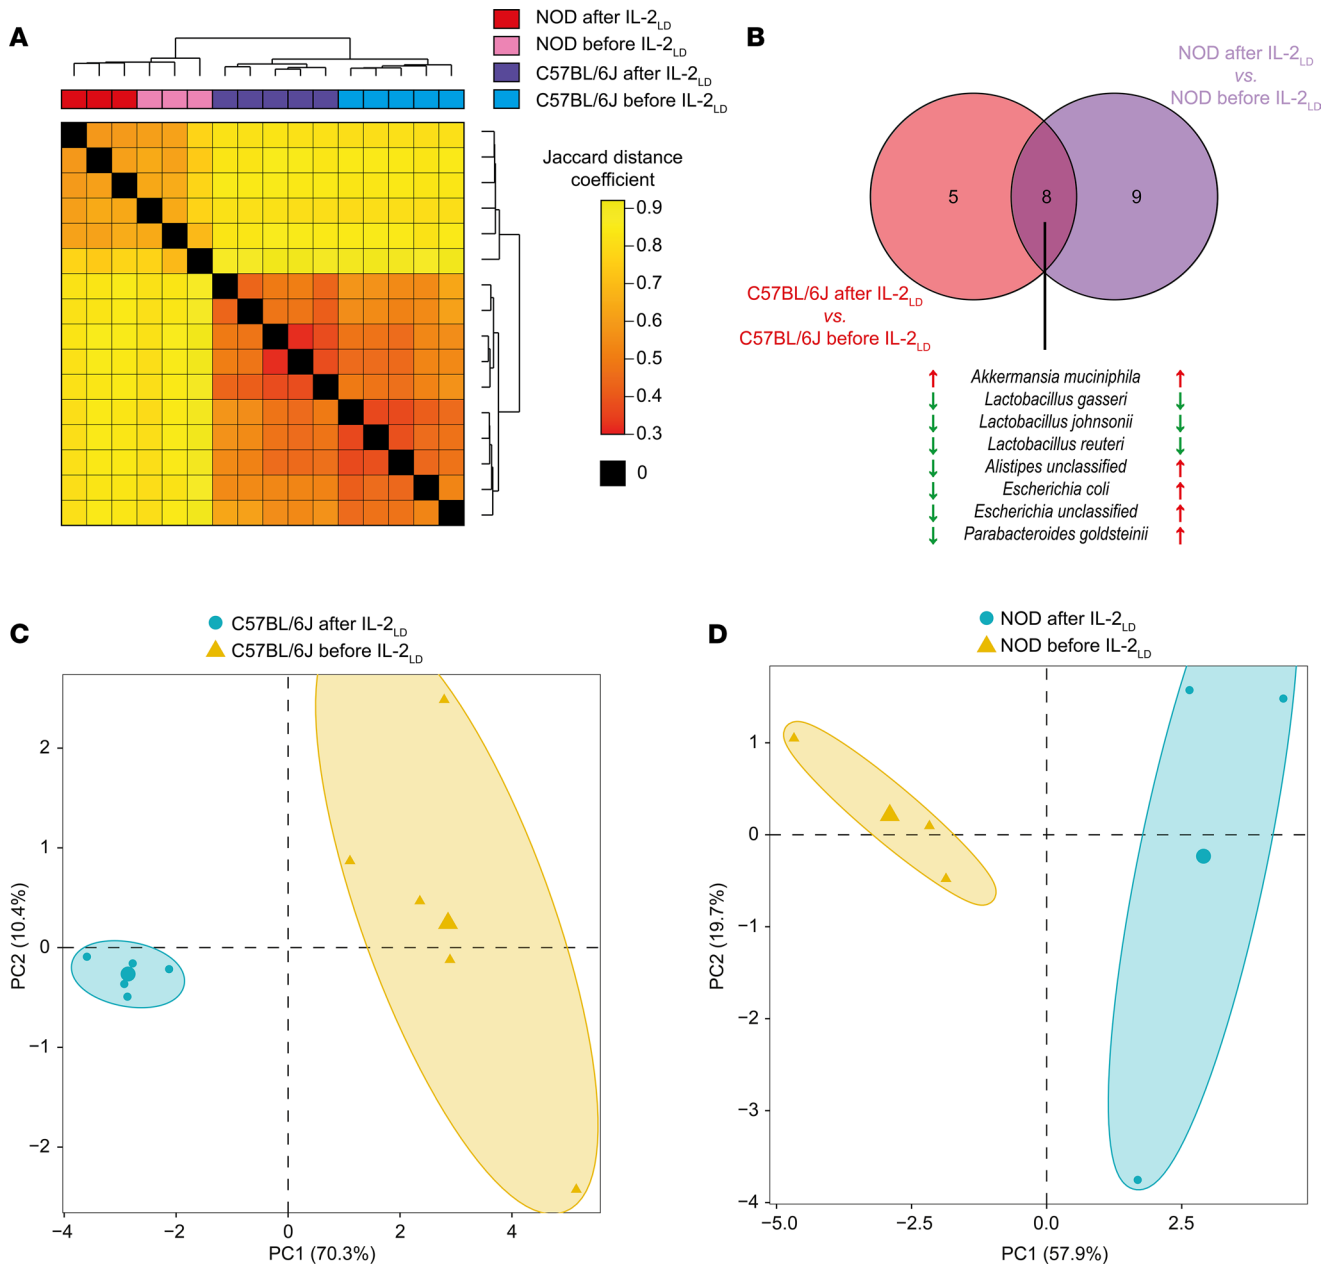 A
NOD after IL-2LD
NOD before IL-2LD
C57BL/6J after IL-2LD
C57BL/6J before IL-2LD
Jaccard distance
coefficient
0.9
0.8
0.7
0.6
0.5
0.4
0.3
0
B
NOD after IL-2LD
vs.
NOD before IL-2LD
5
8
9
C57BL/6J after IL-2LD
vs.
C57BL/6J before IL-2LD
↑ Akkermansia muciniphila ↑
↓ Lactobacillus gasseri ↓
↓ Lactobacillus johnsonii ↓
↓ Lactobacillus reuteri ↓
↓ Alistipes unclassified ↑
↓ Escherichia coli ↑
↓ Escherichia unclassified ↑
↓ Parabacteroides goldsteinii ↑
C
C57BL/6J after IL-2LD
C57BL/6J before IL-2LD
2
1
0
−1
−2
PC2 (10.4%)
−4 −2 0 2 4
PC1 (70.3%)
D
NOD after IL-2LD
NOD before IL-2LD
1
0
−1
−2
−3
−4
PC2 (19.7%)
−5.0 −2.5 0.0 2.5
PC1 (57.9%)